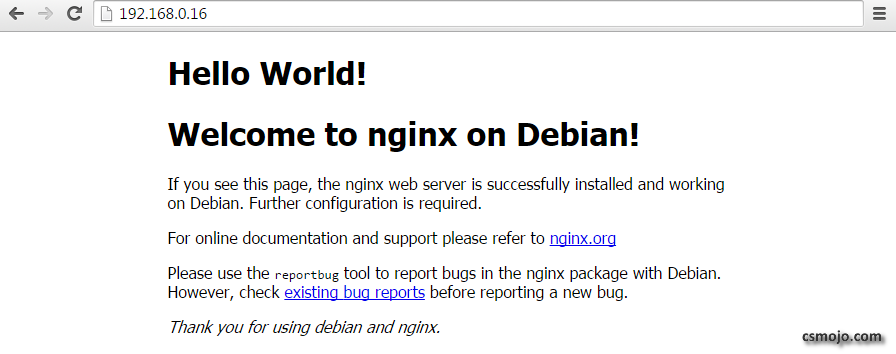 192.168.0.16
Hello World!
Welcome to nginx on Debian!
If you see this page, the nginx web server is successfully installed and working
on Debian. Further configuration is required.
For online documentation and support please refer to nginx.org
Please use the reportbug tool to report bugs in the nginx package with Debian.
However, check existing bug reports before reporting a new bug.
Thank you for using debian and nginx.
csmojo.com